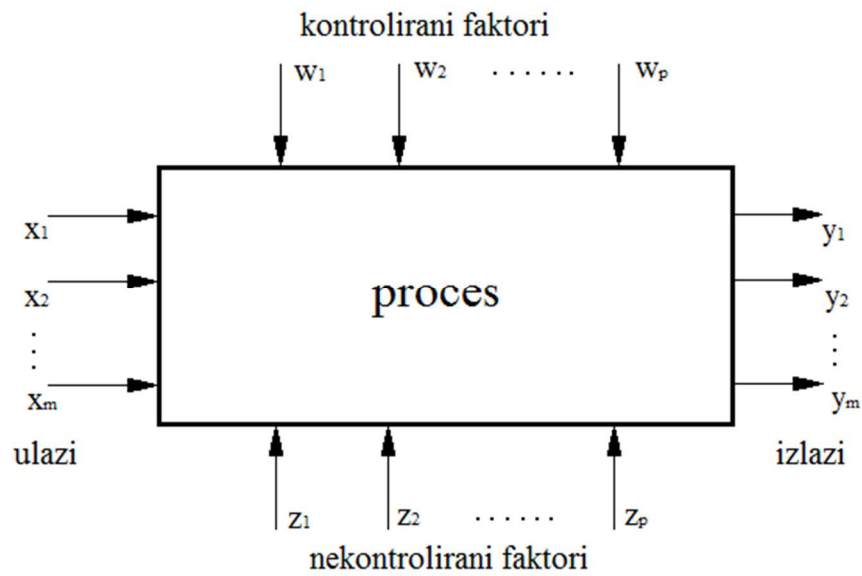 kontrolirani faktori
w₁ w₂ ...... wₚ
x₁ y₁
x₂ proces y₂
⋮ ⋮
xₘ yₘ
ulazi izlazi
z₁ z₂ ...... zₚ
nekontrolirani faktori